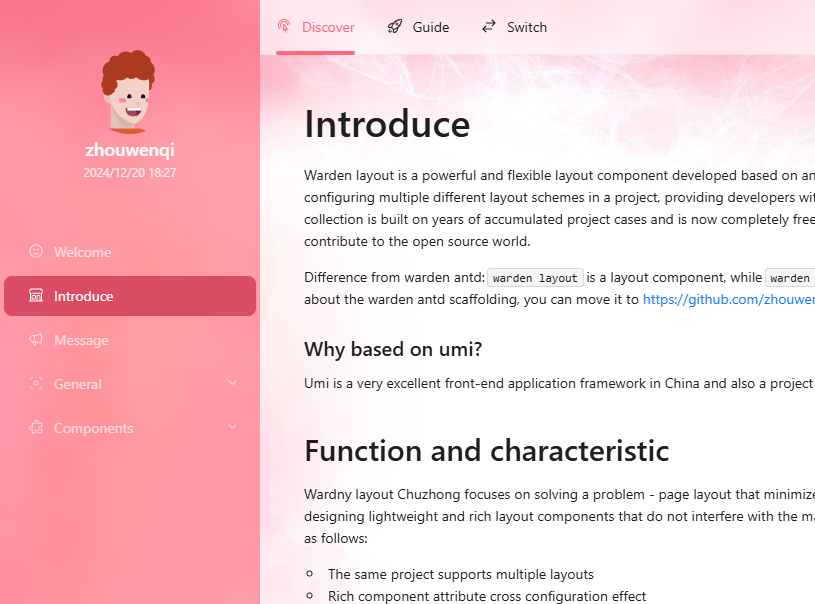 zhouwenqi
2024/12/20 18:27
Welcome
Introduce
Message
General
Components
Discover
Guide
Switch
Introduce
Warden layout is a powerful and flexible layout component developed based on an
configuring multiple different layout schemes in a project, providing developers wit
collection is built on years of accumulated project cases and is now completely free
contribute to the open source world.
Difference from warden antd: warden layout is a layout component, while warden
about the warden antd scaffolding, you can move it to https://github.com/zhouwen
Why based on umi?
Umi is a very excellent front-end application framework in China and also a project
Function and characteristic
Wardny layout Chuzhong focuses on solving a problem - page layout that minimize
designing lightweight and rich layout components that do not interfere with the ma
as follows:
The same project supports multiple layouts
Rich component attribute cross configuration effect